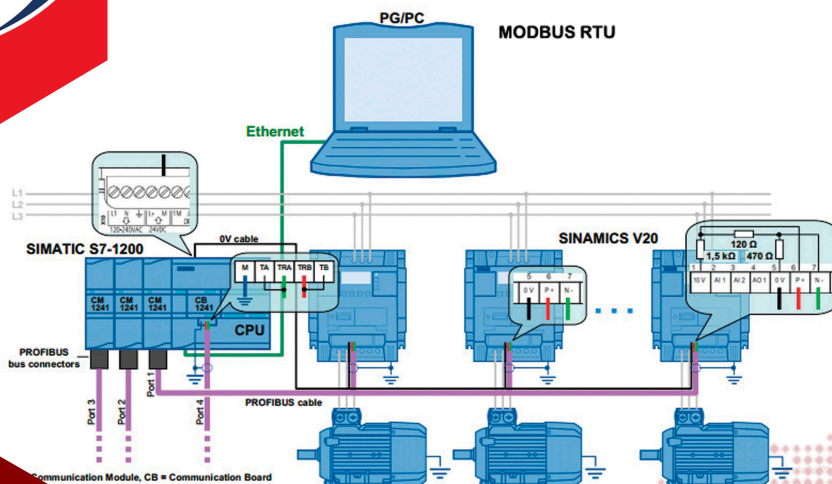 PG/PC
MODBUS RTU
Ethernet
L1
L2
L3
X10
L1 N L+ M 1M
120-240VAC 24VDC
0V cable
SIMATIC S7-1200
SINAMICS V20
M TA TRA TRB TB
5 6 7
0 V P+ N-
120 Ω
1,5 kΩ 470 Ω
1 2 3 4 5 6 7
10 V AI 1 AI 2 AO 1 0 V P+ N-
CM 1241
CM 1241
CM 1241
CB 1241
CPU
PROFIBUS
bus connectors
Port 3
Port 2
Port 1
Port 4
PROFIBUS cable
Communication Module, CB = Communication Board